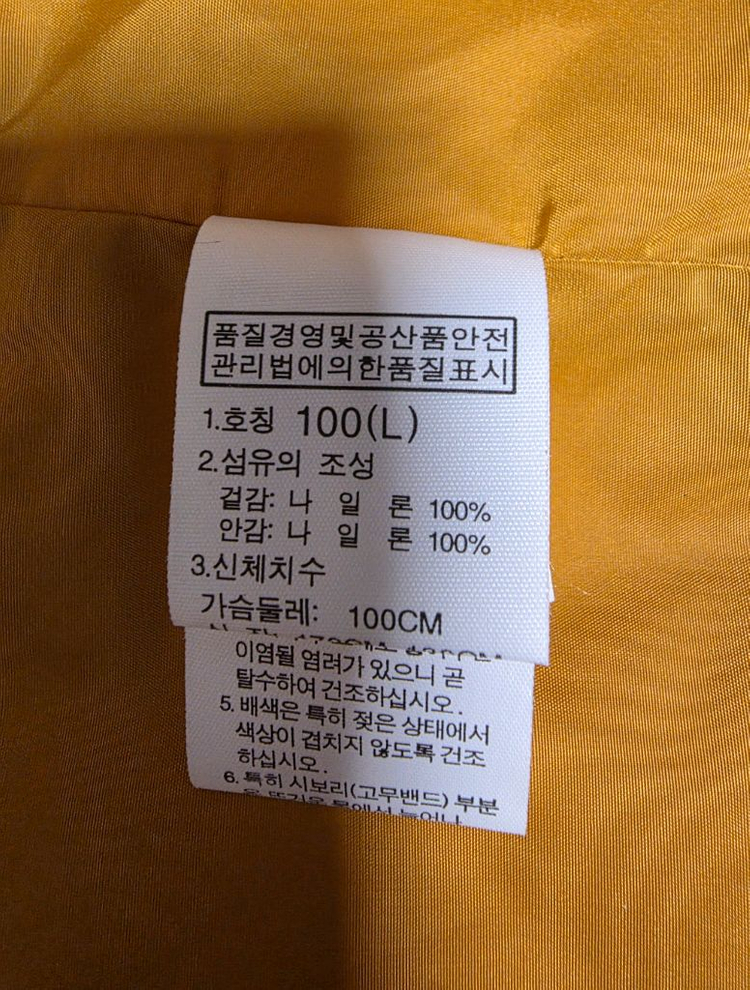 품질경영및공산품안전
관리법에의한품질표시
1.호칭 100(L)
2.섬유의 조성
겉감: 나 일 론 100%
안감: 나 일 론 100%
3.신체치수
가슴둘레: 100CM
이염될 염려가 있으니 곧
탈수하여 건조하십시오.
5. 배색은 특히 젖은 상태에서
색상이 겹치지 않도록 건조
하십시오.
6. 특히 시보리(고무밴드) 부분